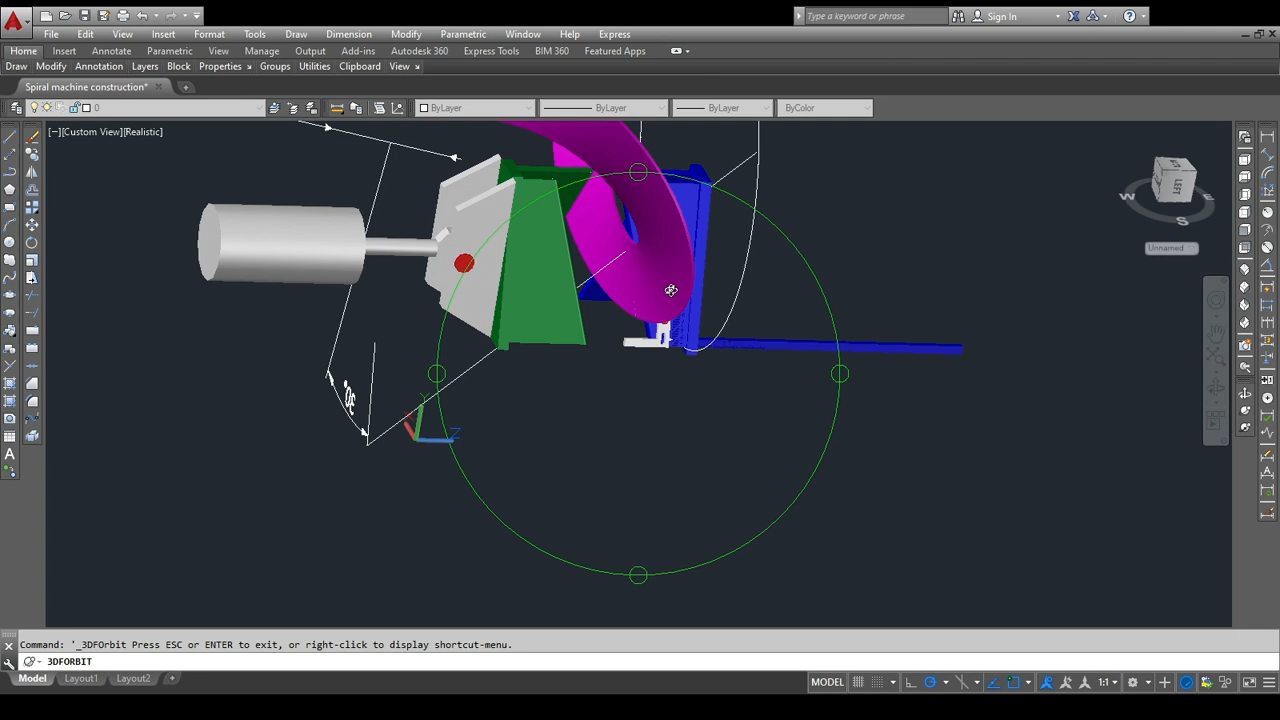 Type a keyword or phrase
Sign In
File Edit View Insert Format Tools Draw Dimension Modify Parametric Window Help Express
Home Insert Annotate Parametric View Manage Output Add-ins Autodesk 360 Express Tools BIM 360 Featured Apps
Draw Modify Annotation Layers Block Properties Groups Utilities Clipboard View
Spiral machine construction*
0 ByLayer ByLayer ByLayer ByColor
[−][Custom View][Realistic]
LEFT
W
E
S
Unnamed
30°
Y
Z
Command: '_3DFOrbit Press ESC or ENTER to exit, or right-click to display shortcut-menu.
3DFORBIT
Model Layout1 Layout2 +
MODEL 1:1